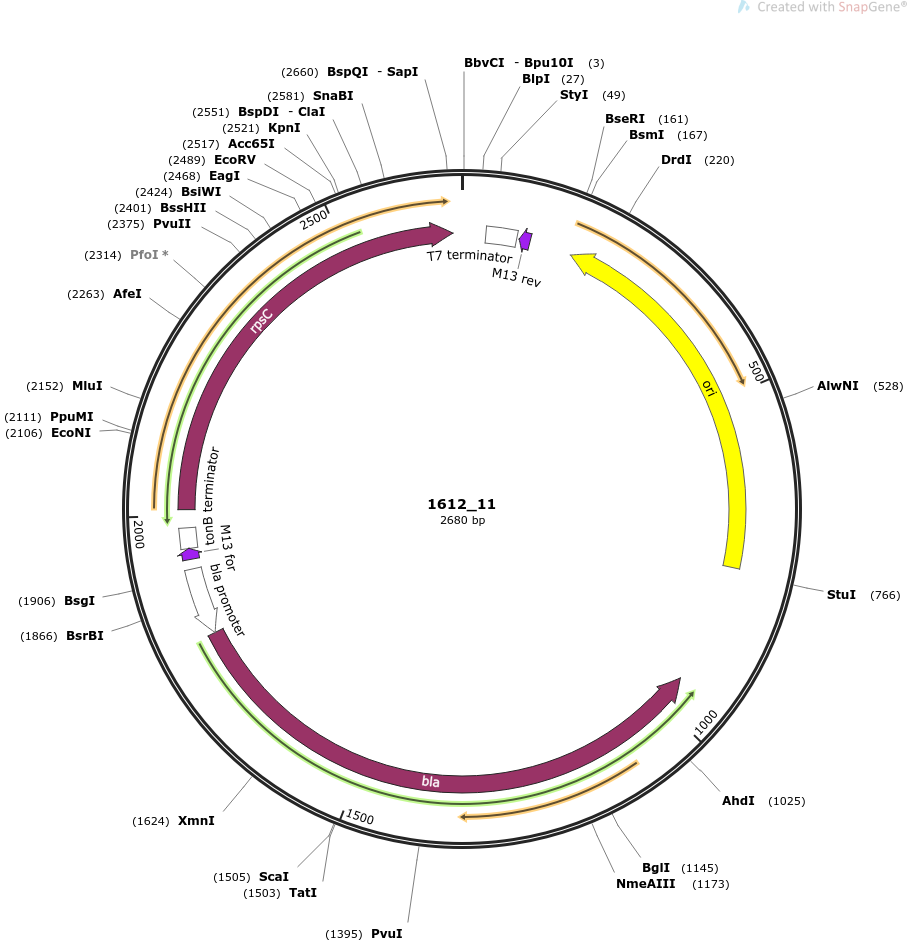 Created with SnapGene®
(2660) BspQI - SapI
(2581) SnaBI
(2551) BspDI - ClaI
(2521) KpnI
(2517) Acc65I
(2489) EcoRV
(2468) EagI
(2424) BsiWI
(2401) BssHII
(2375) PvuII
(2314) PfoI *
(2263) AfeI
(2152) MluI
(2111) PpuMI
(2106) EcoNI
(1906) BsgI
(1866) BsrBI
(1624) XmnI
(1505) ScaI
(1503) TatI
(1395) PvuI
BbvCI - Bpu10I (3)
BlpI (27)
StyI (49)
BseRI (161)
BsmI (167)
DrdI (220)
AlwNI (528)
StuI (766)
AhdI (1025)
BglI (1145)
NmeAIII (1173)
500
1000
1500
2000
2500
T7 terminator
M13 rev
ori
rpsC
tonB terminator
M13 for
bla promoter
bla
1612_11
2680 bp